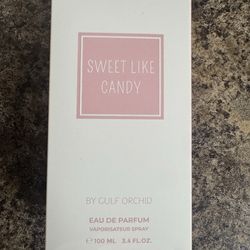 SWEET LIKE
CANDY
BY GULF ORCHID
EAU DE PARFUM
VAPORISATEUR SPRAY
100 ML 3.4 FL.OZ.